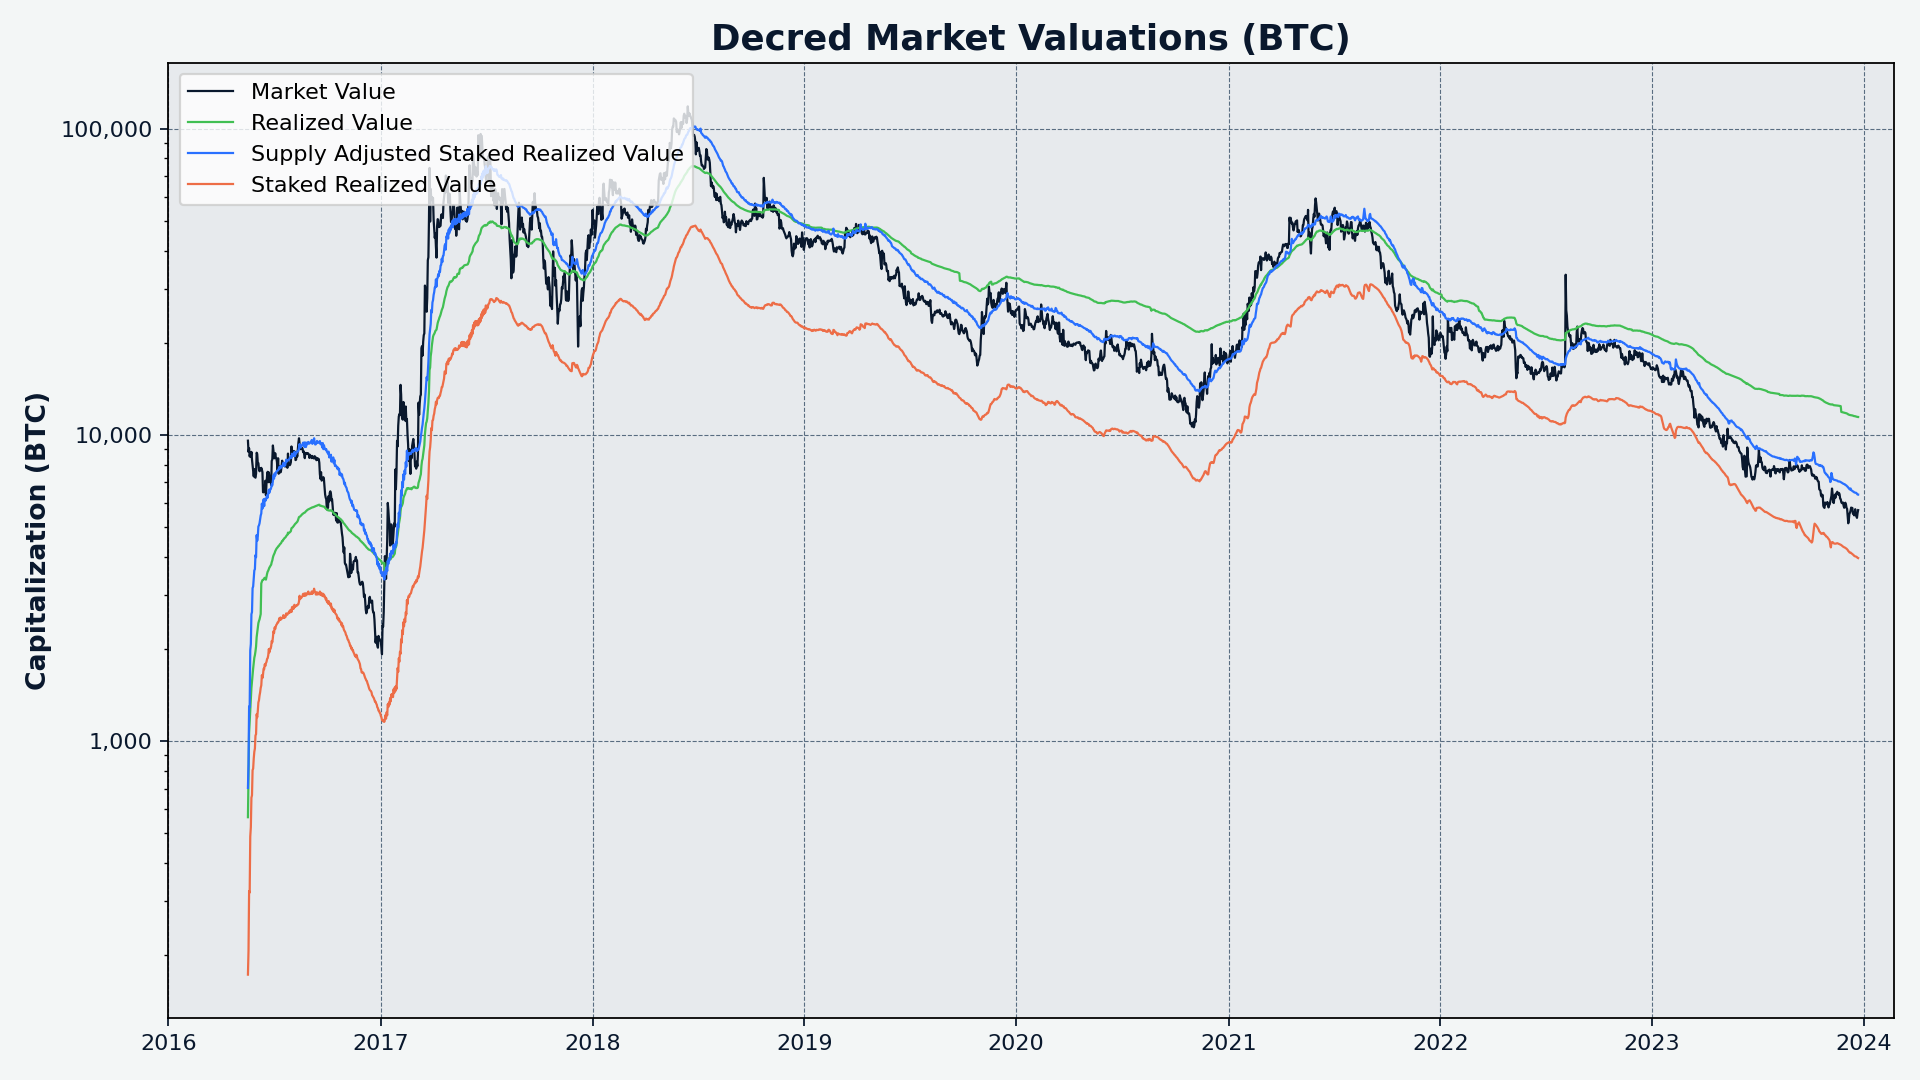 Decred Market Valuations (BTC)
Market Value
Realized Value
Supply Adjusted Staked Realized Value
Staked Realized Value
Capitalization (BTC)
100,000
10,000
1,000
2016
2017
2018
2019
2020
2021
2022
2023
2024